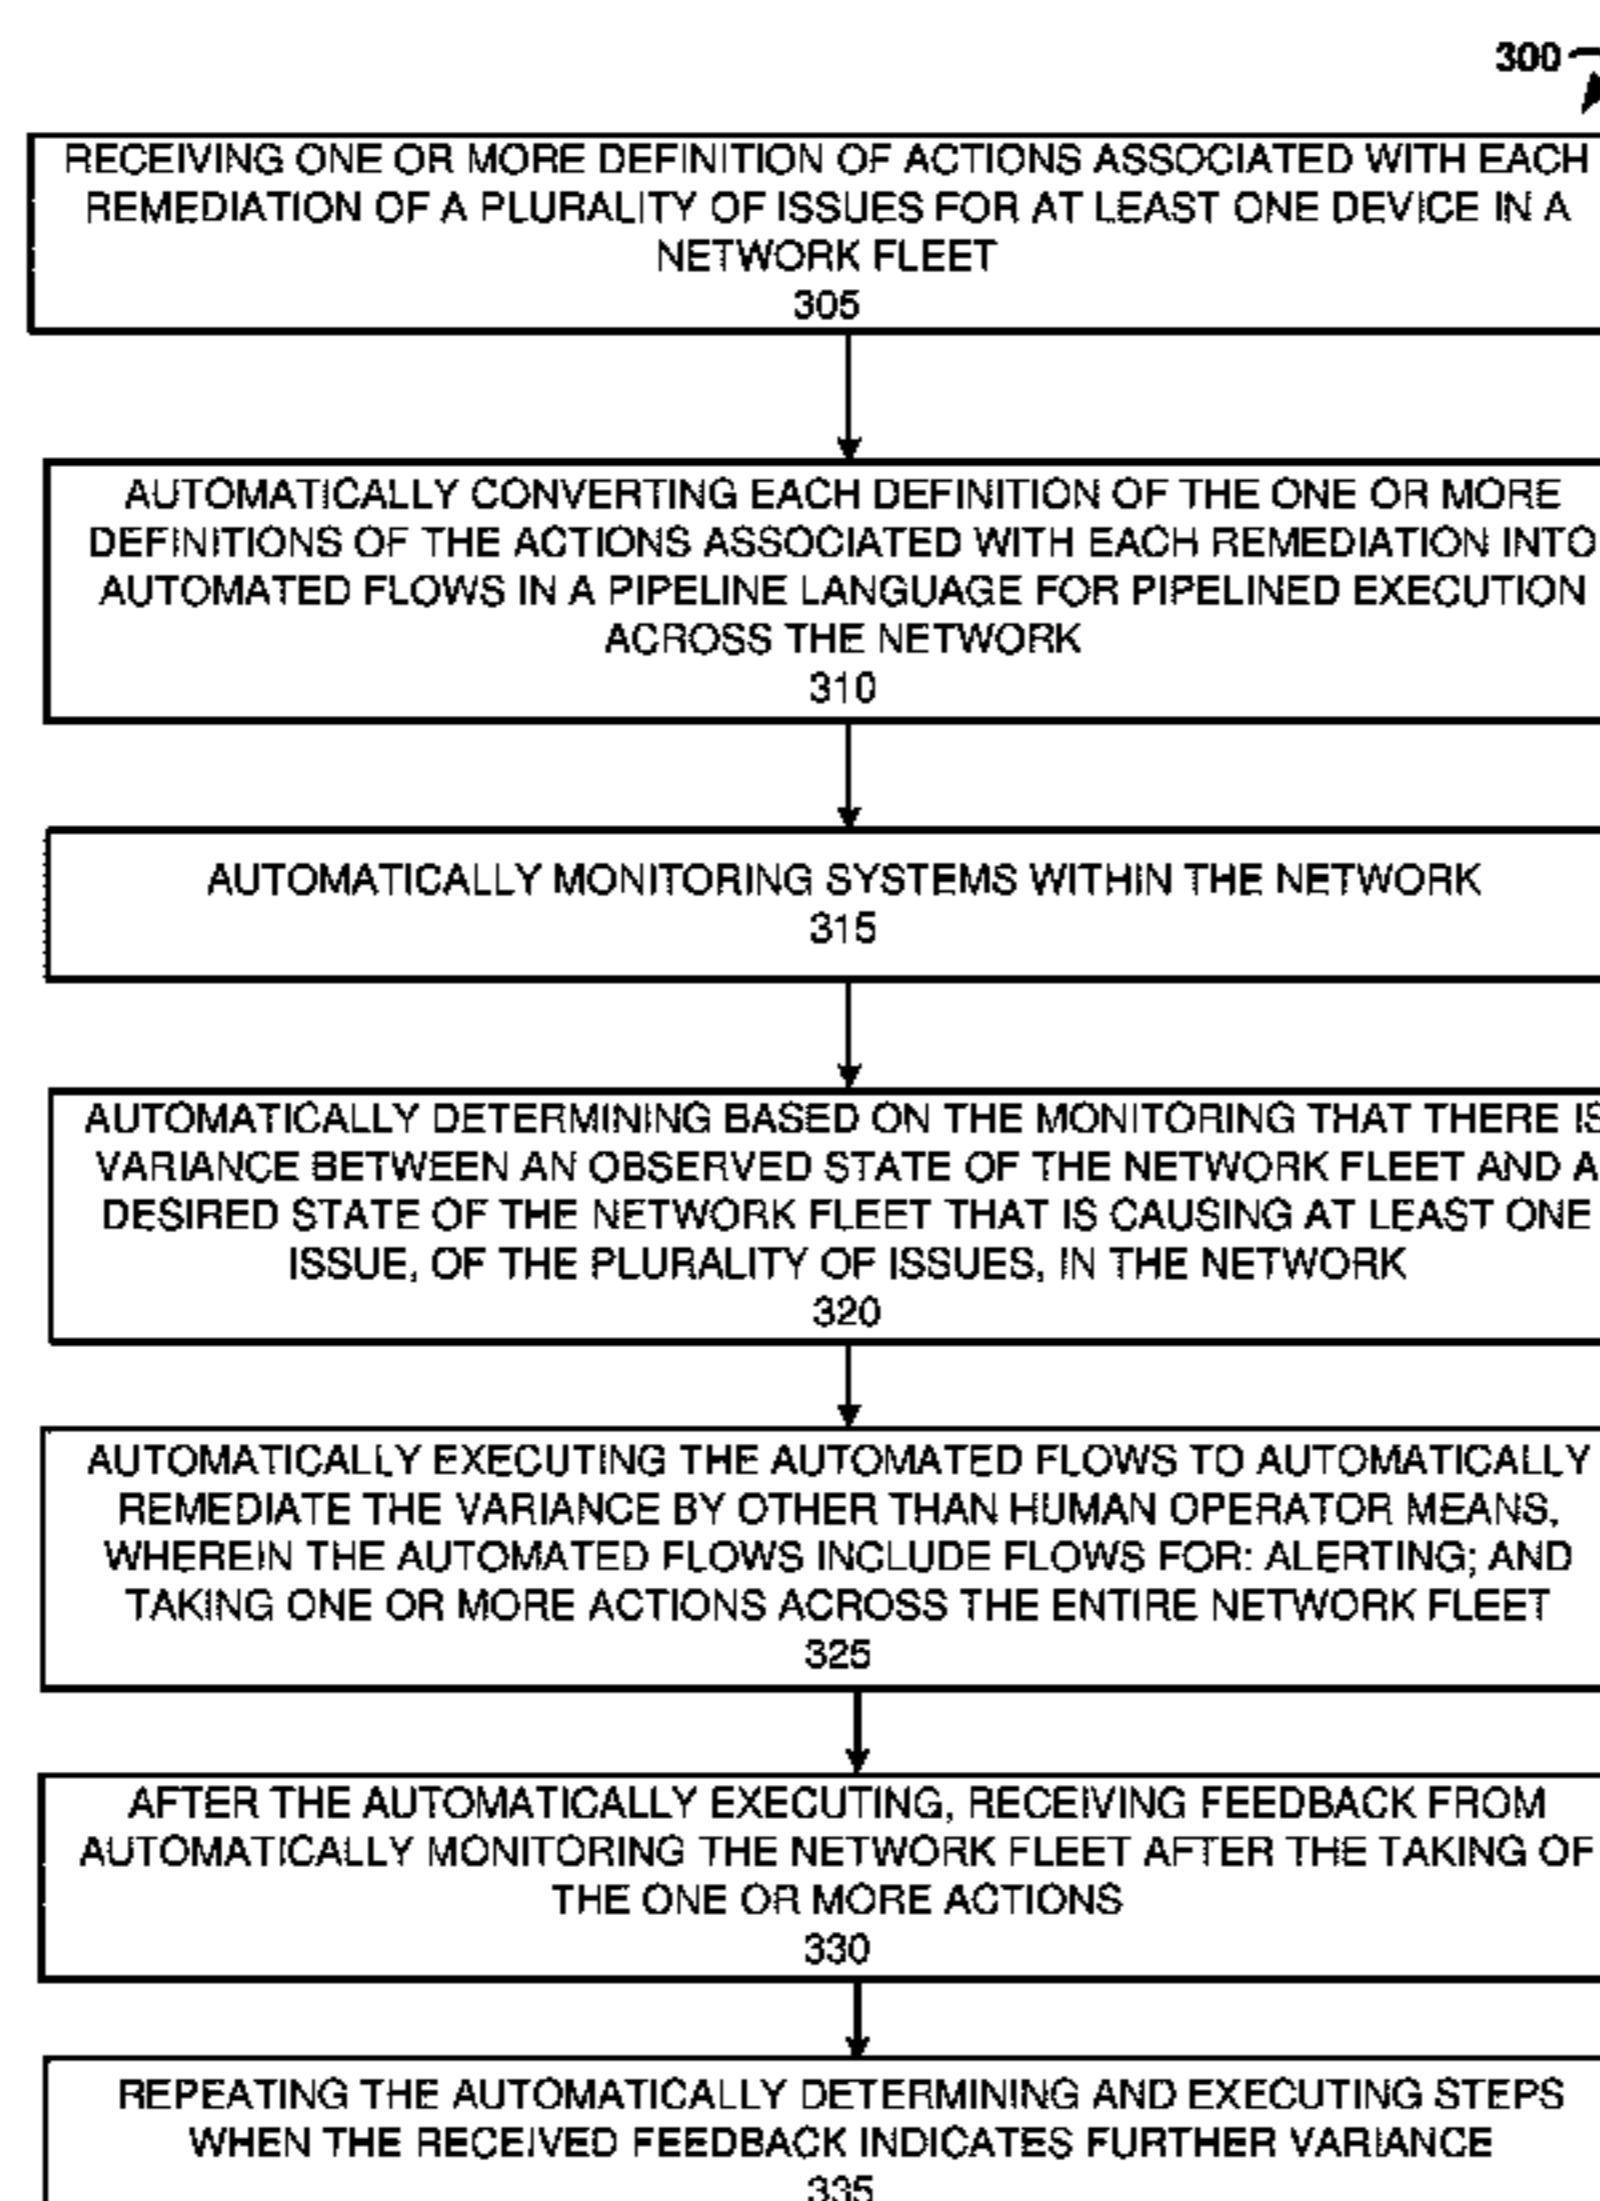 300
RECEIVING ONE OR MORE DEFINITION OF ACTIONS ASSOCIATED WITH EACH
REMEDIATION OF A PLURALITY OF ISSUES FOR AT LEAST ONE DEVICE IN A
NETWORK FLEET
305
AUTOMATICALLY CONVERTING EACH DEFINITION OF THE ONE OR MORE
DEFINITIONS OF THE ACTIONS ASSOCIATED WITH EACH REMEDIATION INTO
AUTOMATED FLOWS IN A PIPELINE LANGUAGE FOR PIPELINED EXECUTION
ACROSS THE NETWORK
310
AUTOMATICALLY MONITORING SYSTEMS WITHIN THE NETWORK
315
AUTOMATICALLY DETERMINING BASED ON THE MONITORING THAT THERE IS
VARIANCE BETWEEN AN OBSERVED STATE OF THE NETWORK FLEET AND A
DESIRED STATE OF THE NETWORK FLEET THAT IS CAUSING AT LEAST ONE
ISSUE, OF THE PLURALITY OF ISSUES, IN THE NETWORK
320
AUTOMATICALLY EXECUTING THE AUTOMATED FLOWS TO AUTOMATICALLY
REMEDIATE THE VARIANCE BY OTHER THAN HUMAN OPERATOR MEANS,
WHEREIN THE AUTOMATED FLOWS INCLUDE FLOWS FOR: ALERTING; AND
TAKING ONE OR MORE ACTIONS ACROSS THE ENTIRE NETWORK FLEET
325
AFTER THE AUTOMATICALLY EXECUTING, RECEIVING FEEDBACK FROM
AUTOMATICALLY MONITORING THE NETWORK FLEET AFTER THE TAKING OF
THE ONE OR MORE ACTIONS
330
REPEATING THE AUTOMATICALLY DETERMINING AND EXECUTING STEPS
WHEN THE RECEIVED FEEDBACK INDICATES FURTHER VARIANCE
335